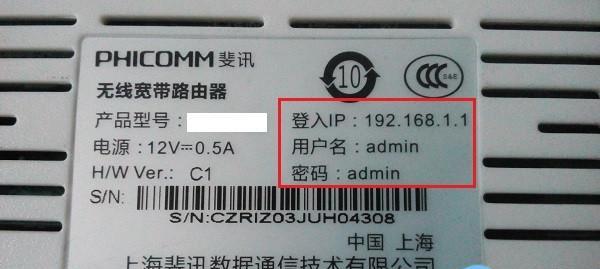 PHICOMM 斐讯
10
CCC S&E
无线宽带路由器
产品型号：
登入IP：192.168.1.1
电源：12V⎓0.5A
用户名：admin
H/W Ver.: C1
密码：admin
S/N:
S/N:CZRIZ03JUH04308
中国 上海
上海斐讯数据通信技术有限公司